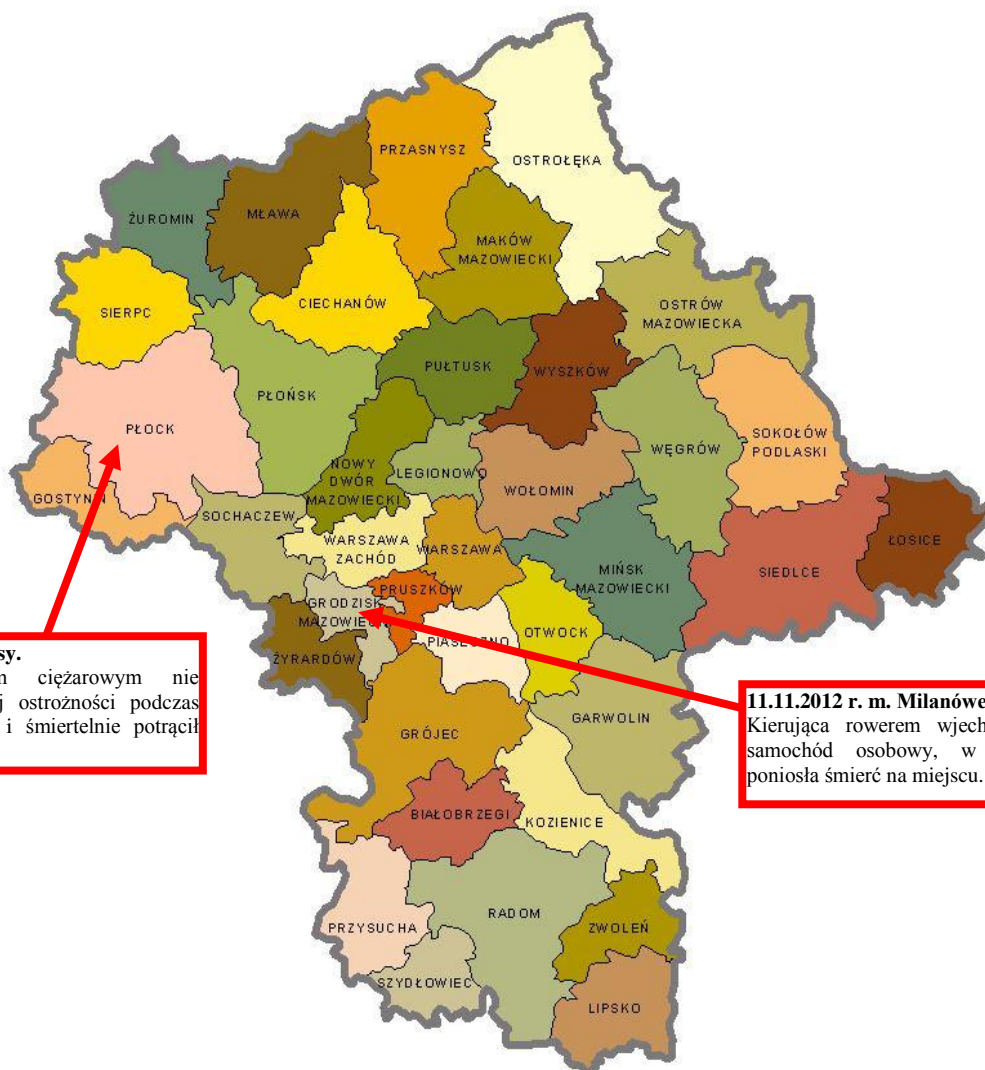 PRZASNYSZ
OSTROŁĘKA
ŻUROMIN
MŁAWA
MAKÓW
MAZOWIECKI
CIECHANÓW
SIERPC
OSTRÓW
MAZOWIECKA
PUŁTUSK
WYSZKÓW
PŁOŃSK
PŁOCK
SOKOŁÓW
PODLASKI
WĘGRÓW
NOWY
DWÓR
MAZOWIECKI
LEGIONOWO
WOŁOMIN
GOSTYNIN
SOCHACZEW
WARSZAWA
ZACHÓD
WARSZAWA
MIŃSK
MAZOWIECKI
SIEDLCE
ŁOSICE
PRUSZKÓW
GRODZISK
PIASECZNO
OTWOCK
ŻYRARDÓW
sy.
ciężarowym nie
j ostrożności podczas
i śmiertelnie potrącił
11.11.2012 r. m. Milanówe
Kierująca rowerem wjech
samochód osobowy, w
poniosła śmierć na miejscu.
GARWOLIN
GRÓJEC
BIAŁOBRZEGI
KOZIENICE
PRZYSUCHA
RADOM
ZWOLEŃ
SZYDŁOWIEC
LIPSKO